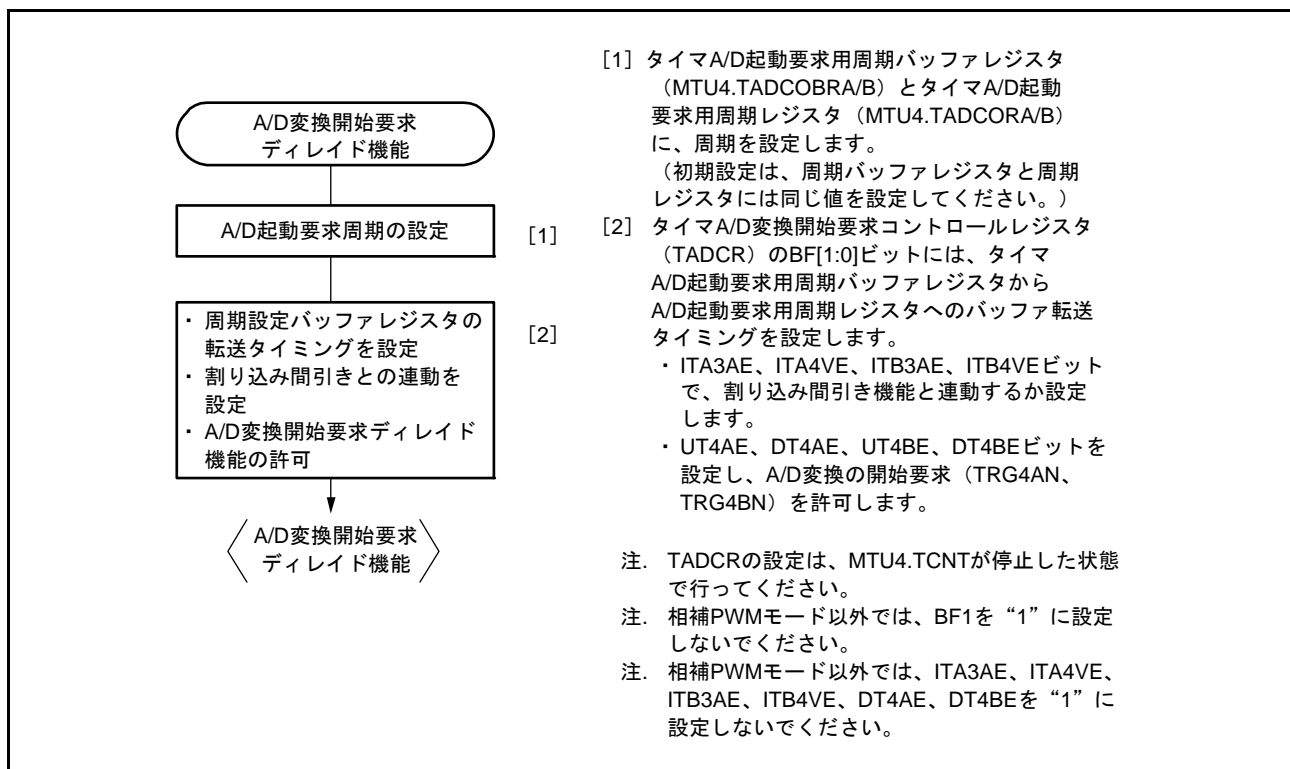 A/D変換開始要求
ディレイド機能
A/D起動要求周期の設定
[1]
・ 周期設定バッファレジスタの
転送タイミングを設定
・ 割り込み間引きとの連動を
設定
・ A/D変換開始要求ディレイド
機能の許可
[2]
A/D変換開始要求
ディレイド機能
[1] タイマA/D起動要求用周期バッファレジスタ
（MTU4.TADCOBRA/B）とタイマA/D起動
要求用周期レジスタ（MTU4.TADCORA/B）
に、周期を設定します。
（初期設定は、周期バッファレジスタと周期
レジスタには同じ値を設定してください。）
[2] タイマA/D変換開始要求コントロールレジスタ
（TADCR）のBF[1:0]ビットには、タイマ
A/D起動要求用周期バッファレジスタから
A/D起動要求用周期レジスタへのバッファ転送
タイミングを設定します。
・ ITA3AE、ITA4VE、ITB3AE、ITB4VEビット
で、割り込み間引き機能と連動するか設定
します。
・ UT4AE、DT4AE、UT4BE、DT4BEビットを
設定し、A/D変換の開始要求（TRG4AN、
TRG4BN）を許可します。
注. TADCRの設定は、MTU4.TCNTが停止した状態
で行ってください。
注. 相補PWMモード以外では、BF1を“1”に設定
しないでください。
注. 相補PWMモード以外では、ITA3AE、ITA4VE、
ITB3AE、ITB4VE、DT4AE、DT4BEを“1”に
設定しないでください。